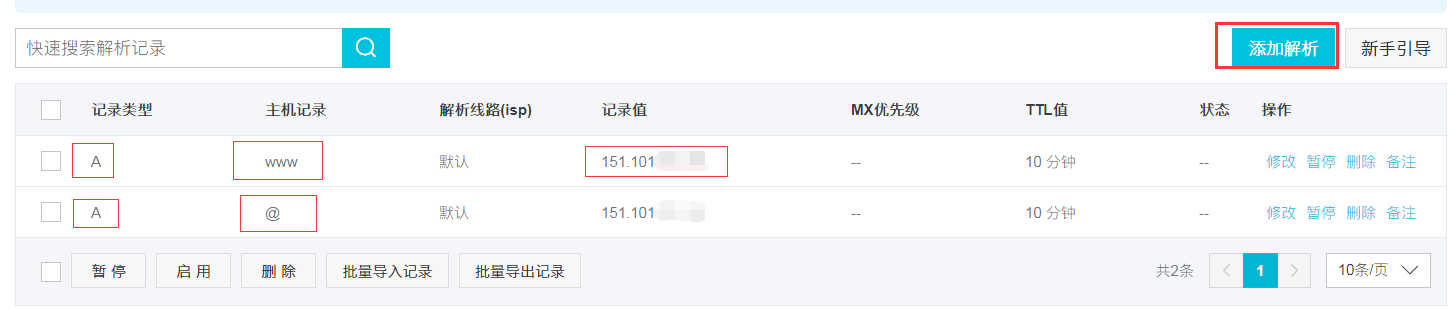 快速搜索解析记录
添加解析 新手引导
记录类型 主机记录 解析线路(isp) 记录值 MX优先级 TTL值 状态 操作
A www 默认 151.101 -- 10 分钟 -- 修改 暂停 删除 备注
A @ 默认 151.101 -- 10 分钟 -- 修改 暂停 删除 备注
暂 停 启 用 删 除 批量导入记录 批量导出记录 共2条 1 10条/页